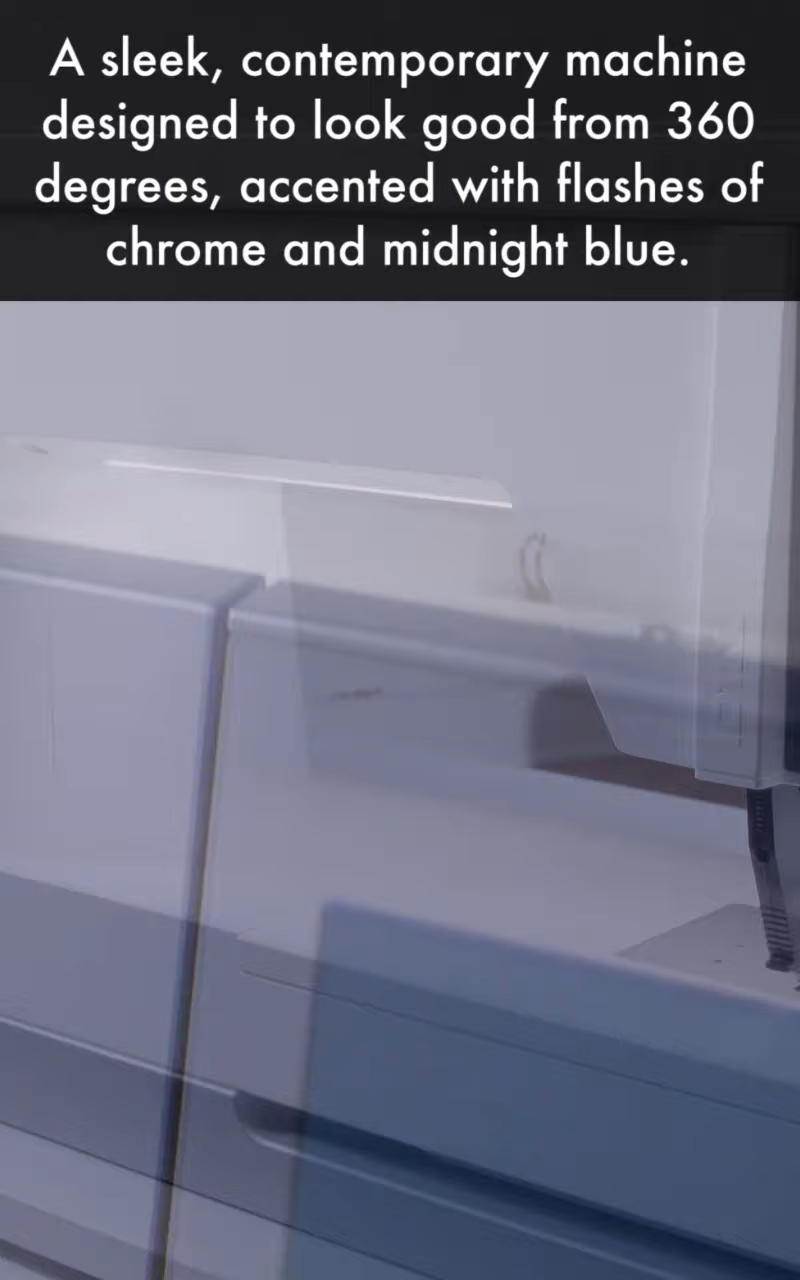 A sleek, contemporary machine
designed to look good from 360
degrees, accented with flashes of
chrome and midnight blue.